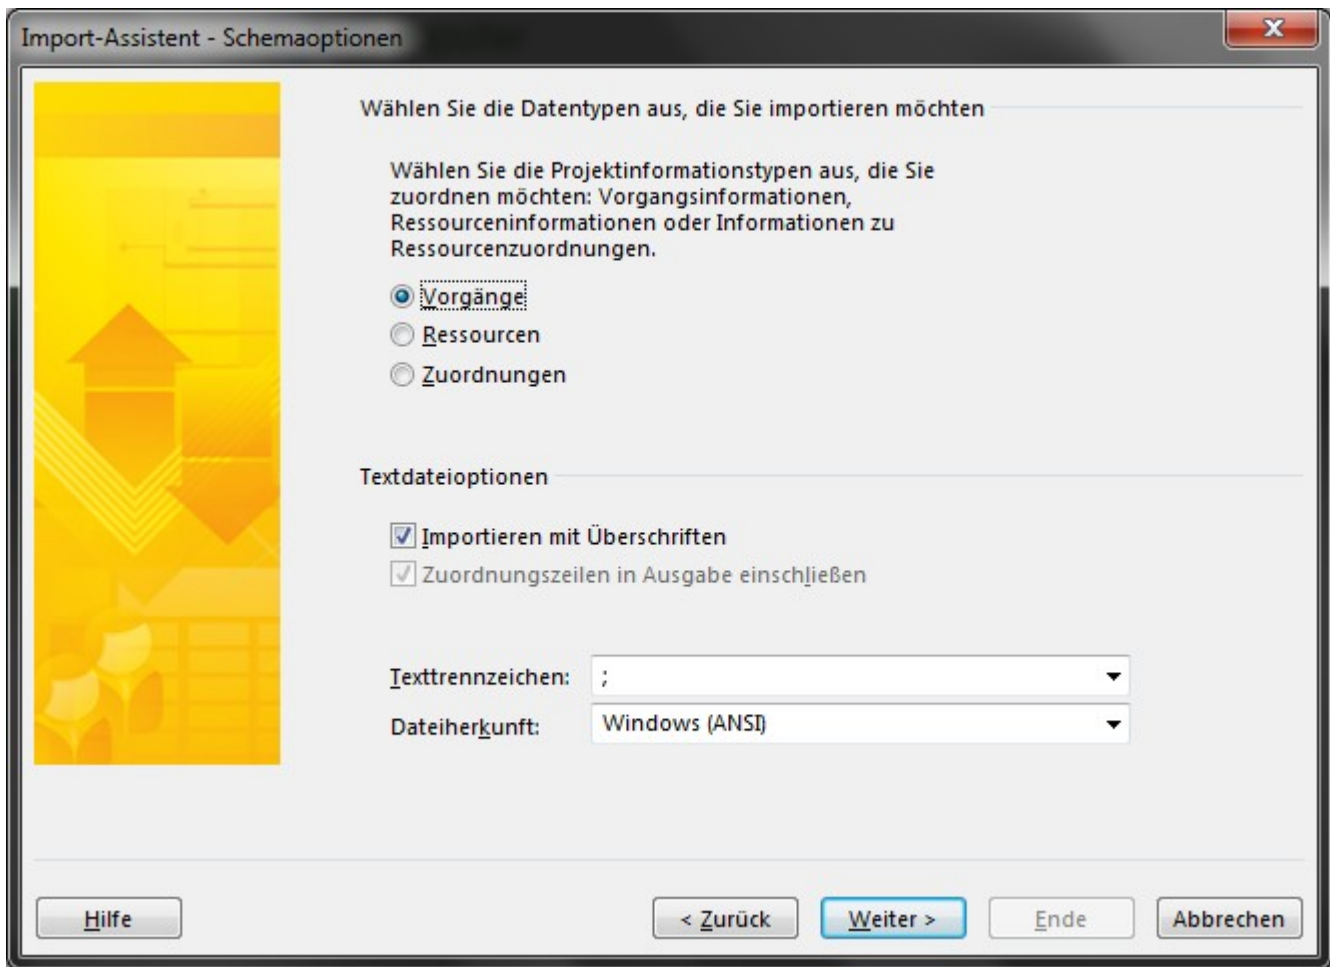 Import-Assistent - Schemaoptionen
Wählen Sie die Datentypen aus, die Sie importieren möchten
Wählen Sie die Projektinformationstypen aus, die Sie
zuordnen möchten: Vorgangsinformationen,
Ressourceninformationen oder Informationen zu
Ressourcenzuordnungen.
Vorgänge
Ressourcen
Zuordnungen
Textdateioptionen
Importieren mit Überschriften
Zuordnungszeilen in Ausgabe einschließen
Texttrennzeichen: ;
Dateiherkunft: Windows (ANSI)
Hilfe < Zurück Weiter > Ende Abbrechen